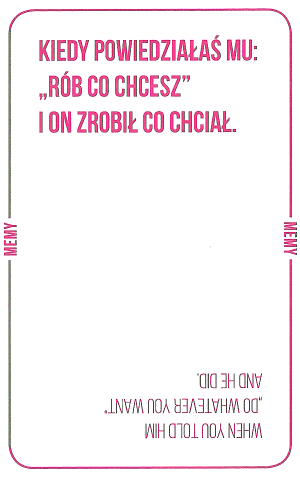 KIEDY POWIEDZIAŁAŚ MU:
„RÓB CO CHCESZ”
I ON ZROBIŁ CO CHCIAŁ.
MEMY
MEMY
WHEN YOU TOLD HIM
„DO WHATEVER YOU WANT”
AND HE DID.